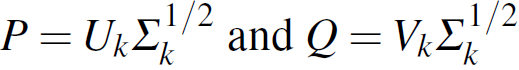 P = U_k Σ_k^{1/2} and Q = V_k Σ_k^{1/2}